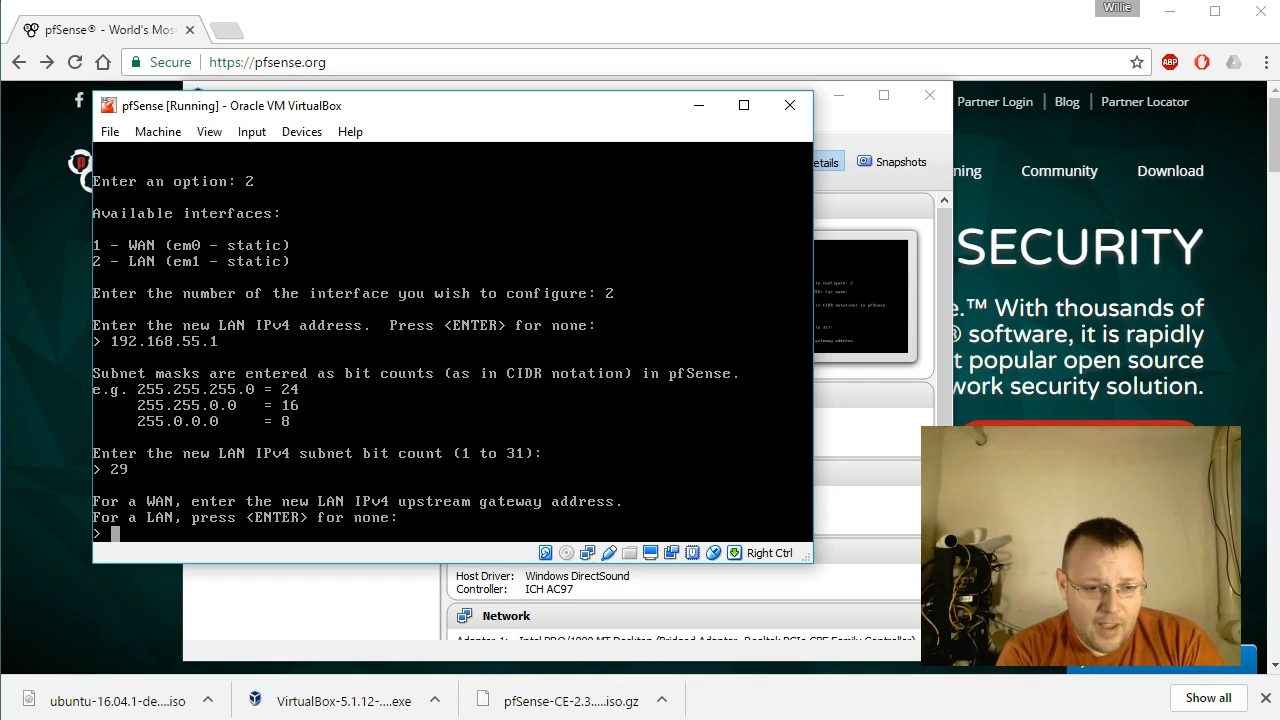 Willie
pfSense® - World's Mos
Secure
https://pfsense.org
ABP
Partner Login
Blog
Partner Locator
pfSense [Running] - Oracle VM VirtualBox
File
Machine
View
Input
Devices
Help
etails
Snapshots
ning
Community
Download
Enter an option: 2
Available interfaces:
1 - WAN (em0 - static)
2 - LAN (em1 - static)
Enter the number of the interface you wish to configure: 2
Enter the new LAN IPv4 address.  Press <ENTER> for none:
> 192.168.55.1
Subnet masks are entered as bit counts (as in CIDR notation) in pfSense.
e.g. 255.255.255.0 = 24
255.255.0.0   = 16
255.0.0.0     = 8
Enter the new LAN IPv4 subnet bit count (1 to 31):
> 29
For a WAN, enter the new LAN IPv4 upstream gateway address.
For a LAN, press <ENTER> for none:
>
Right Ctrl
SECURITY
e.™ With thousands of
® software, it is rapidly
t popular open source
work security solution.
Host Driver: Windows DirectSound
Controller: ICH AC97
Network
ubuntu-16.04.1-de....iso
VirtualBox-5.1.12-....exe
pfSense-CE-2.3.....iso.gz
Show all